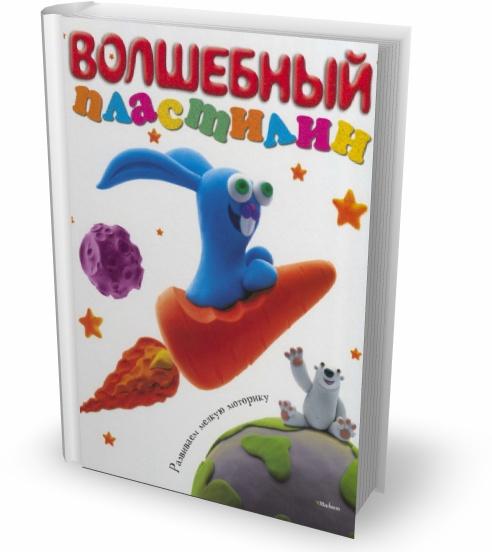 ВОЛШЕБНЫЙ
ПЛАСТИЛИН
Развиваем мелкую моторику